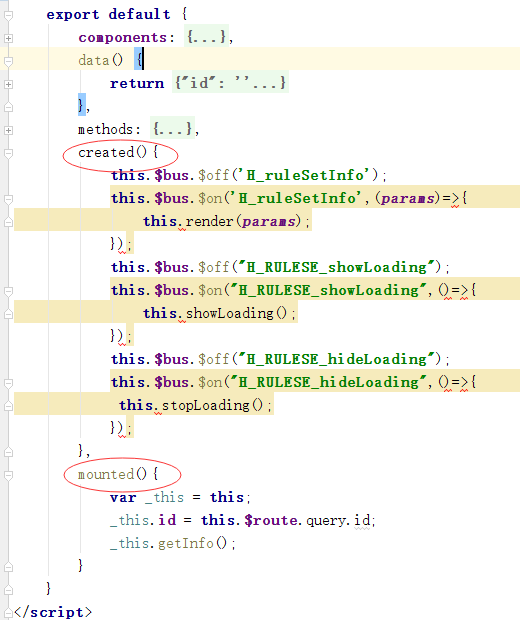 export default {
components: {...},
data() {
return {"id": ''...}
},
methods: {...},
created(){
this.$bus.$off('H_ruleSetInfo');
this.$bus.$on('H_ruleSetInfo',(params)=>{
this.render(params);
});
this.$bus.$off("H_RULESE_showLoading");
this.$bus.$on("H_RULESE_showLoading",()=>{
this.showLoading();
});
this.$bus.$off("H_RULESE_hideLoading");
this.$bus.$on("H_RULESE_hideLoading",()=>{
this.stopLoading();
});
},
mounted(){
var _this = this;
_this.id = this.$route.query.id;
_this.getInfo();
}
}
</script>